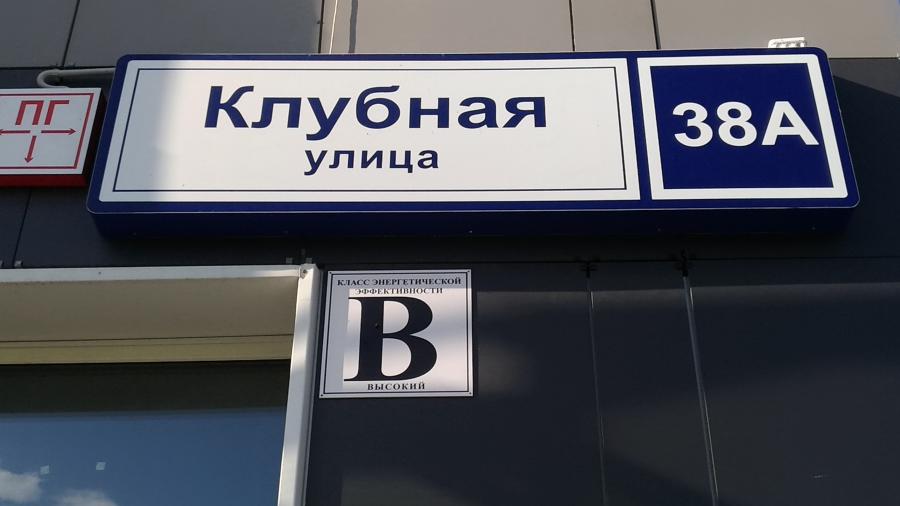 ПГ
Клубная
улица
38А
КЛАСС ЭНЕРГЕТИЧЕСКОЙ
ЭФФЕКТИВНОСТИ
В
ВЫСОКИЙ